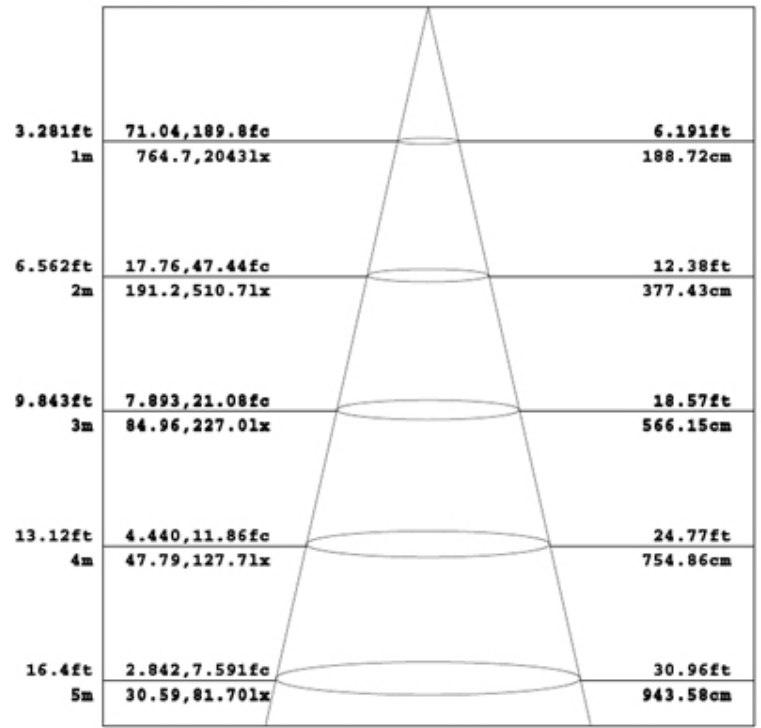 3.281ft 71.04,189.8fc 6.191ft
1m 764.7,2043lx 188.72cm
6.562ft 17.76,47.44fc 12.38ft
2m 191.2,510.7lx 377.43cm
9.843ft 7.893,21.08fc 18.57ft
3m 84.96,227.0lx 566.15cm
13.12ft 4.440,11.86fc 24.77ft
4m 47.79,127.7lx 754.86cm
16.4ft 2.842,7.591fc 30.96ft
5m 30.59,81.70lx 943.58cm